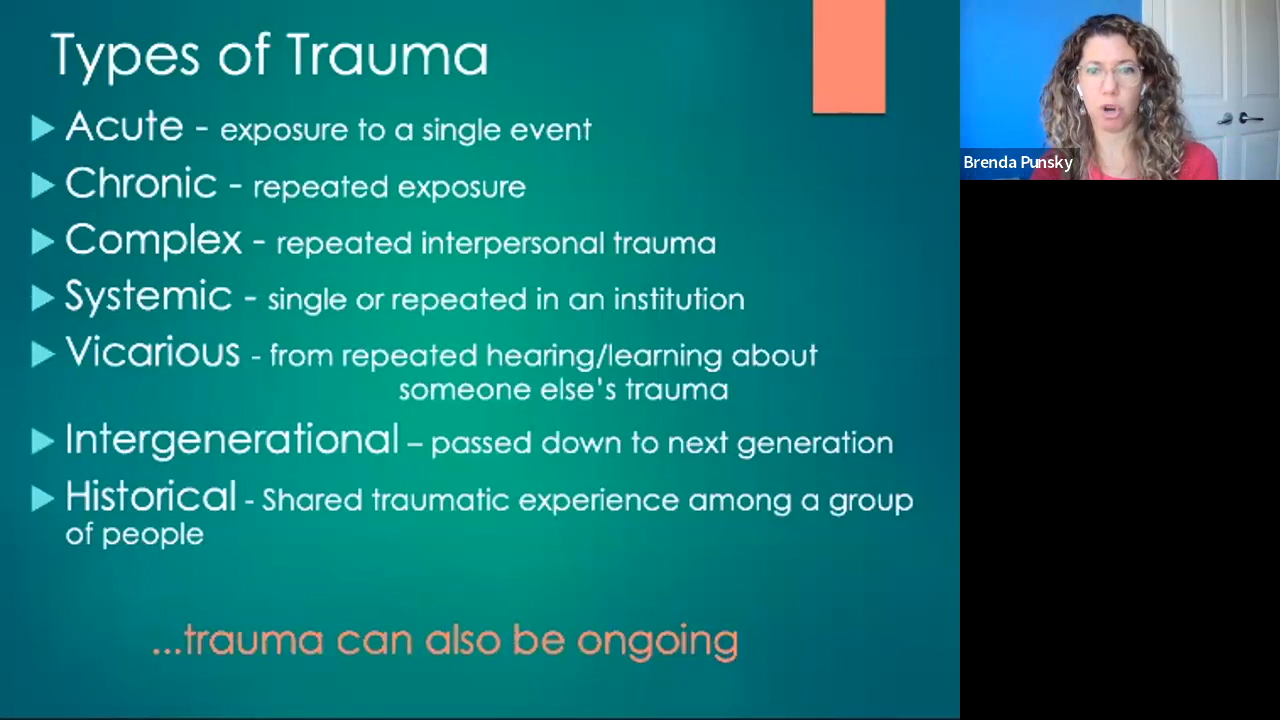 Types of Trauma
Acute - exposure to a single event
Chronic - repeated exposure
Complex - repeated interpersonal trauma
Systemic - single or repeated in an institution
Vicarious - from repeated hearing/learning about
someone else's trauma
Intergenerational – passed down to next generation
Historical - Shared traumatic experience among a group
of people
...trauma can also be ongoing
Brenda Punsky